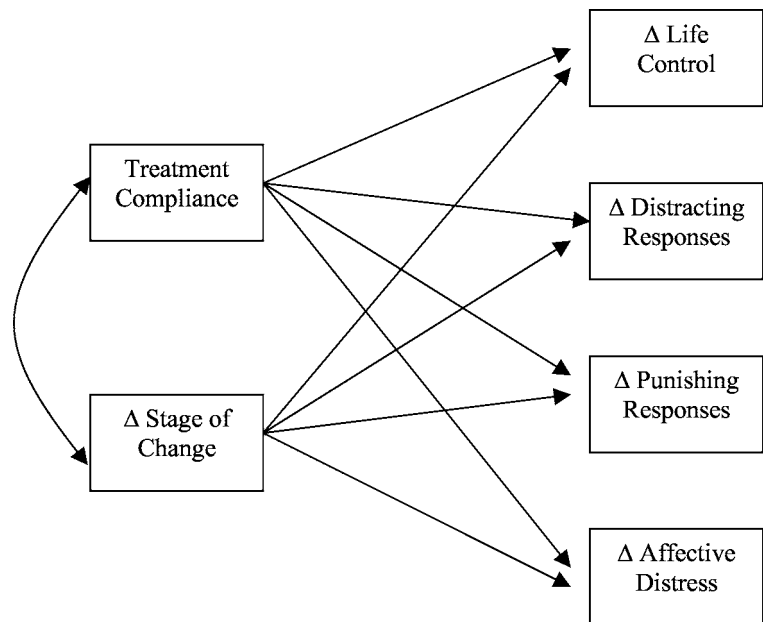 Δ Life
Control
Treatment
Compliance
Δ Distracting
Responses
Δ Stage of
Change
Δ Punishing
Responses
Δ Affective
Distress